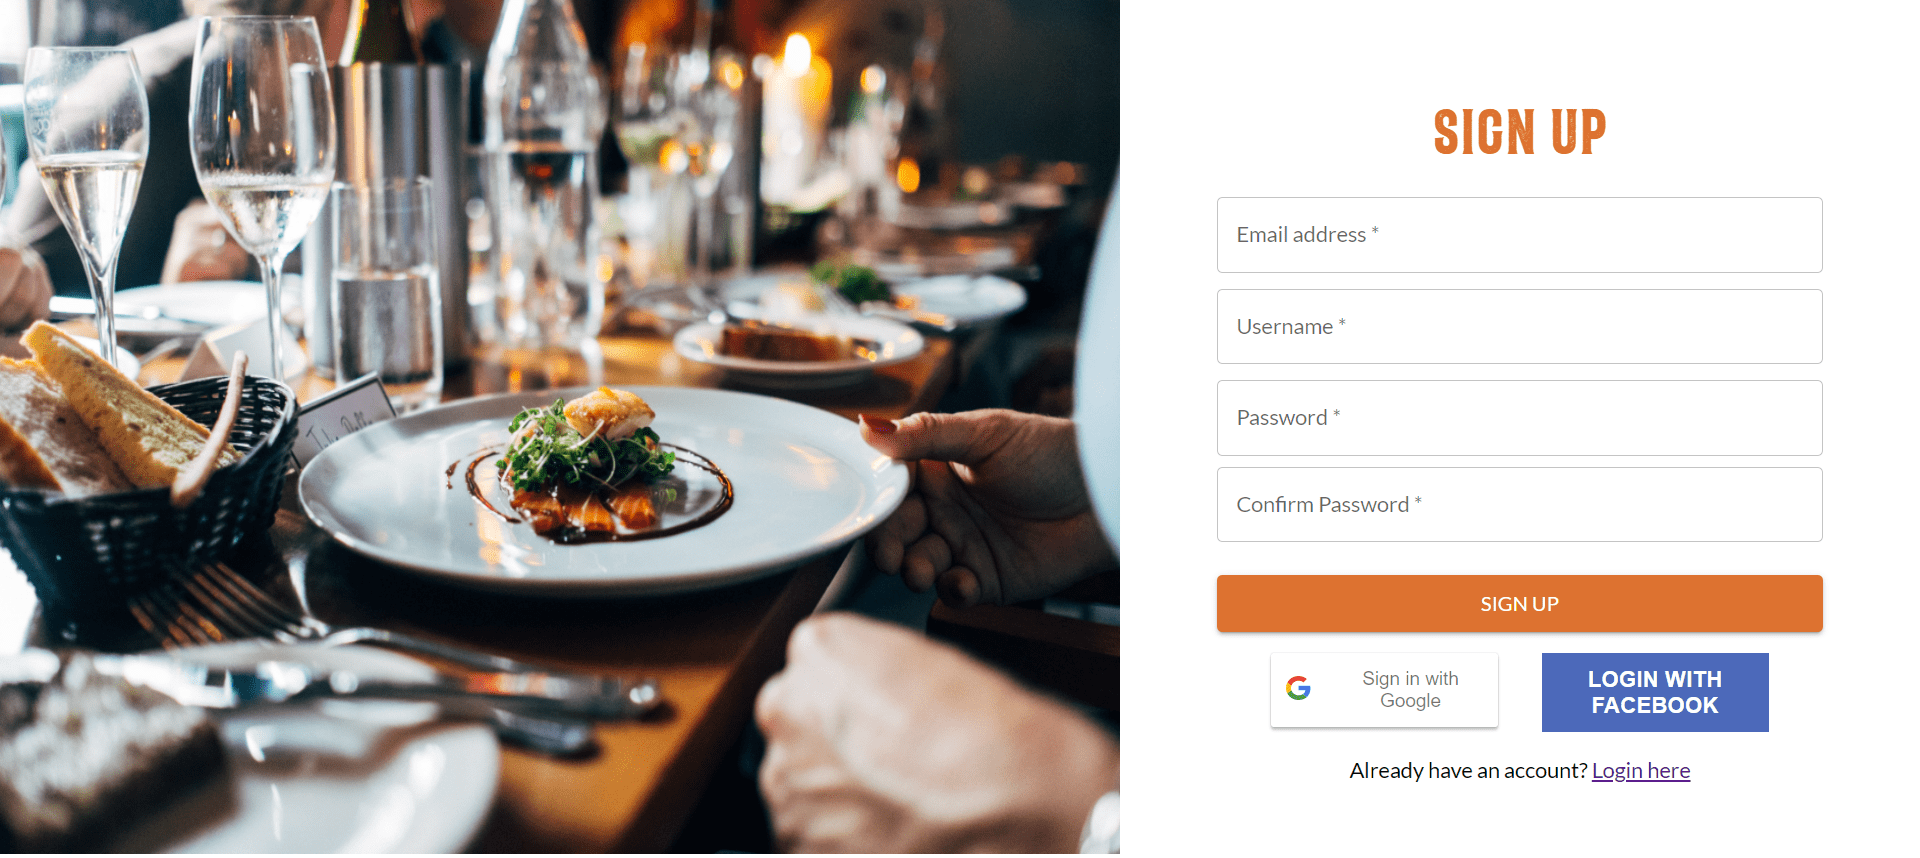 SIGN UP
Email address *
Username *
Password *
Confirm Password *
SIGN UP
Sign in with
Google
LOGIN WITH
FACEBOOK
Already have an account? Login here